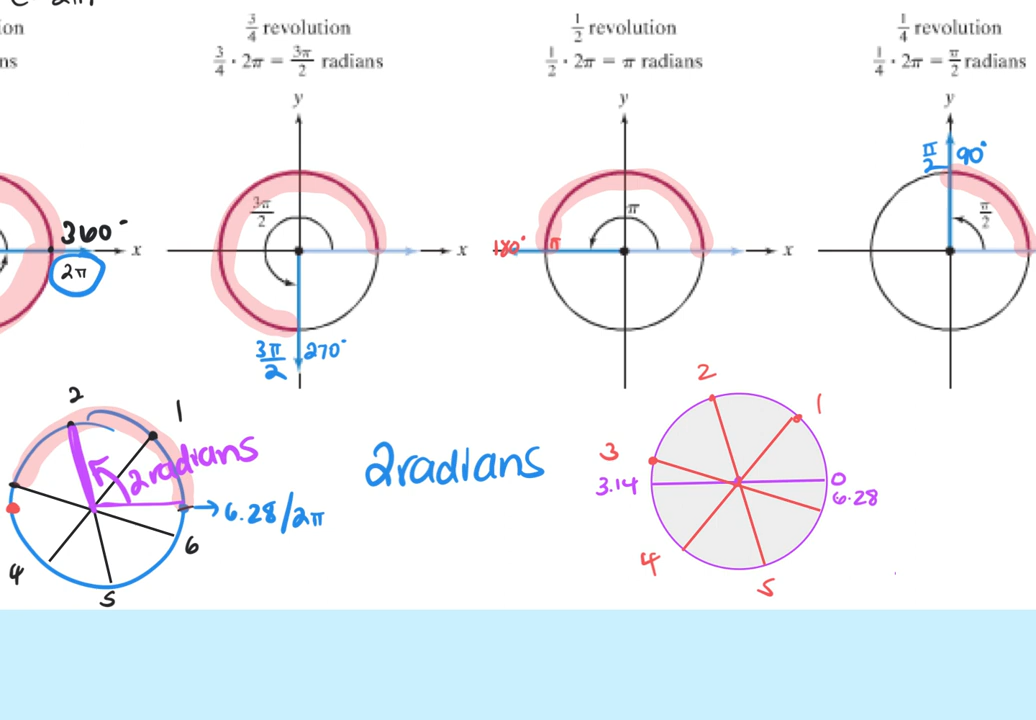 ion
ns
3/4 revolution
3/4 · 2π = 3π/2 radians
1/2 revolution
1/2 · 2π = π radians
1/4 revolution
1/4 · 2π = π/2 radians
y
y
y
π/2 90°
3π/2
π
π/2
360°
x
x
x
180° π
2π
3π/2 270°
2
1
2radians
→ 6.28/2π
6
4
5
2radians
2
1
3
3.14
0
6.28
4
5